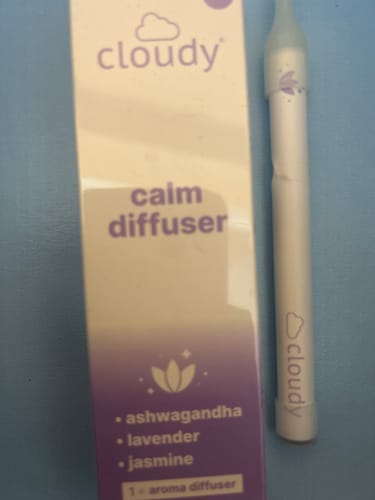 cloudy
calm
diffuser
• ashwagandha
• lavender
• jasmine
1 × aroma diffuser
cloudy